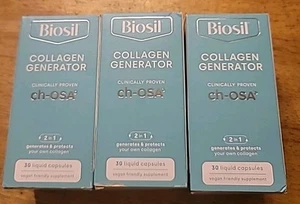 Biosil
COLLAGEN
GENERATOR
CLINICALLY PROVEN
ch-OSA®
2 in 1
generates & protects
your own collagen
30 liquid capsules
vegan friendly supplement
Biosil
COLLAGEN
GENERATOR
CLINICALLY PROVEN
ch-OSA®
2 in 1
generates & protects
your own collagen
30 liquid capsules
vegan friendly supplement
Biosil
COLLAGEN
GENERATOR
CLINICALLY PROVEN
ch-OSA®
2 in 1
generates & protects
your own collagen
30 liquid capsules
vegan friendly supplement